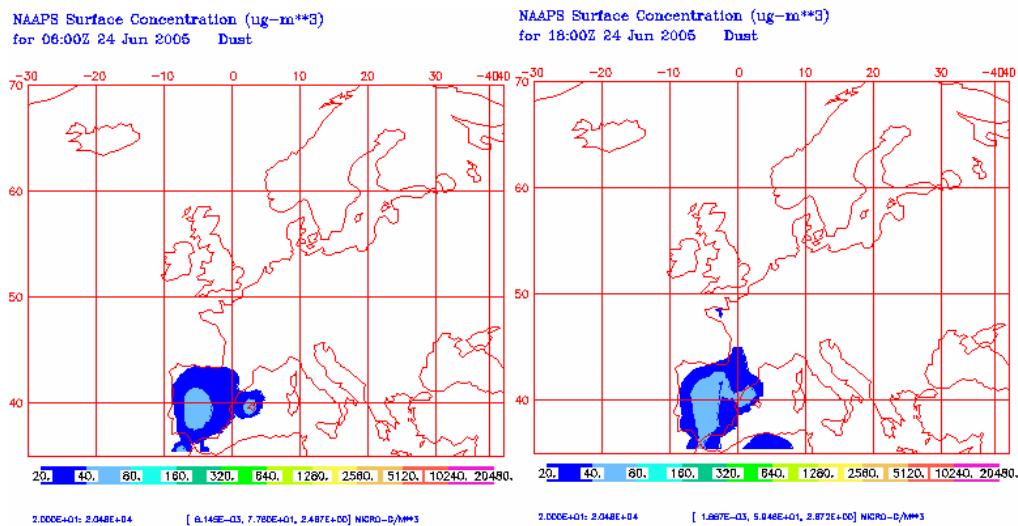 NAAPS Surface Concentration (ug-m**3)
for 06:00Z 24 Jun 2005 Dust
-30 -20 -10 0 10 20 30 -4040
70
60
50
40
20. 40. 80. 160. 320. 640. 1280. 2560. 5120. 10240. 20480.
2.000E+01: 2.048E+04 [ 6.145E-03, 7.760E+01, 2.487E+00] MICRO-G/M**3
NAAPS Surface Concentration (ug-m**3)
for 18:00Z 24 Jun 2005 Dust
-30 -20 -10 0 10 20 30 -4040
70
60
50
40
20. 40. 80. 160. 320. 640. 1280. 2560. 5120. 10240. 20480.
2.000E+01: 2.048E+04 [ 1.667E-03, 5.946E+01, 2.872E+00] MICRO-G/M**3